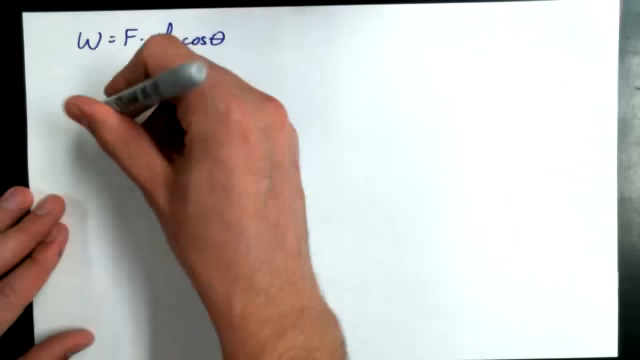 W = F · d cosθ